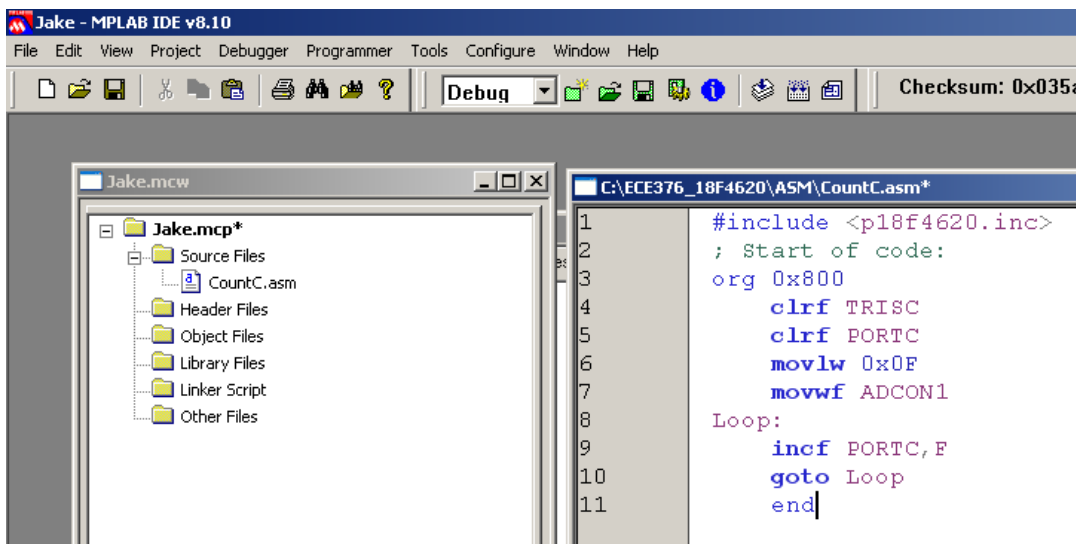 Jake - MPLAB IDE v8.10
File Edit View Project Debugger Programmer Tools Configure Window Help
Debug Checksum: 0x035a
Jake.mcw
Jake.mcp*
Source Files
CountC.asm
Header Files
Object Files
Library Files
Linker Script
Other Files
C:\ECE376_18F4620\ASM\CountC.asm*
1 #include <p18f4620.inc>
2 ; Start of code:
3 org 0x800
4 clrf TRISC
5 clrf PORTC
6 movlw 0x0F
7 movwf ADCON1
8 Loop:
9 incf PORTC,F
10 goto Loop
11 end